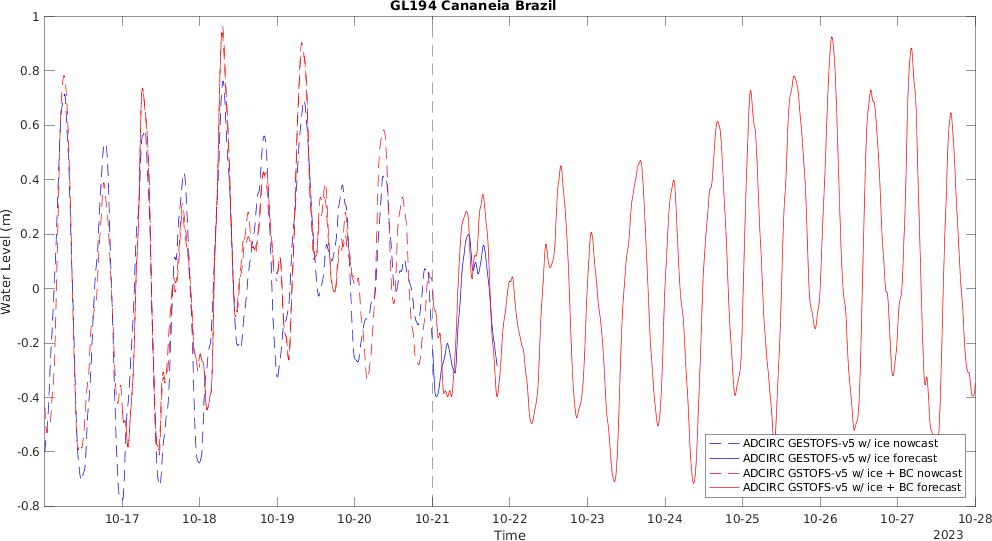 GL194 Cananeia Brazil
1
0.8
0.6
0.4
0.2
0
-0.2
-0.4
-0.6
-0.8
Water Level (m)
ADCIRC GESTOFS-v5 w/ ice nowcast
ADCIRC GESTOFS-v5 w/ ice forecast
ADCIRC GSTOFS-v5 w/ ice + BC nowcast
ADCIRC GSTOFS-v5 w/ ice + BC forecast
10-17 10-18 10-19 10-20 10-21 10-22 10-23 10-24 10-25 10-26 10-27 10-28
Time
2023